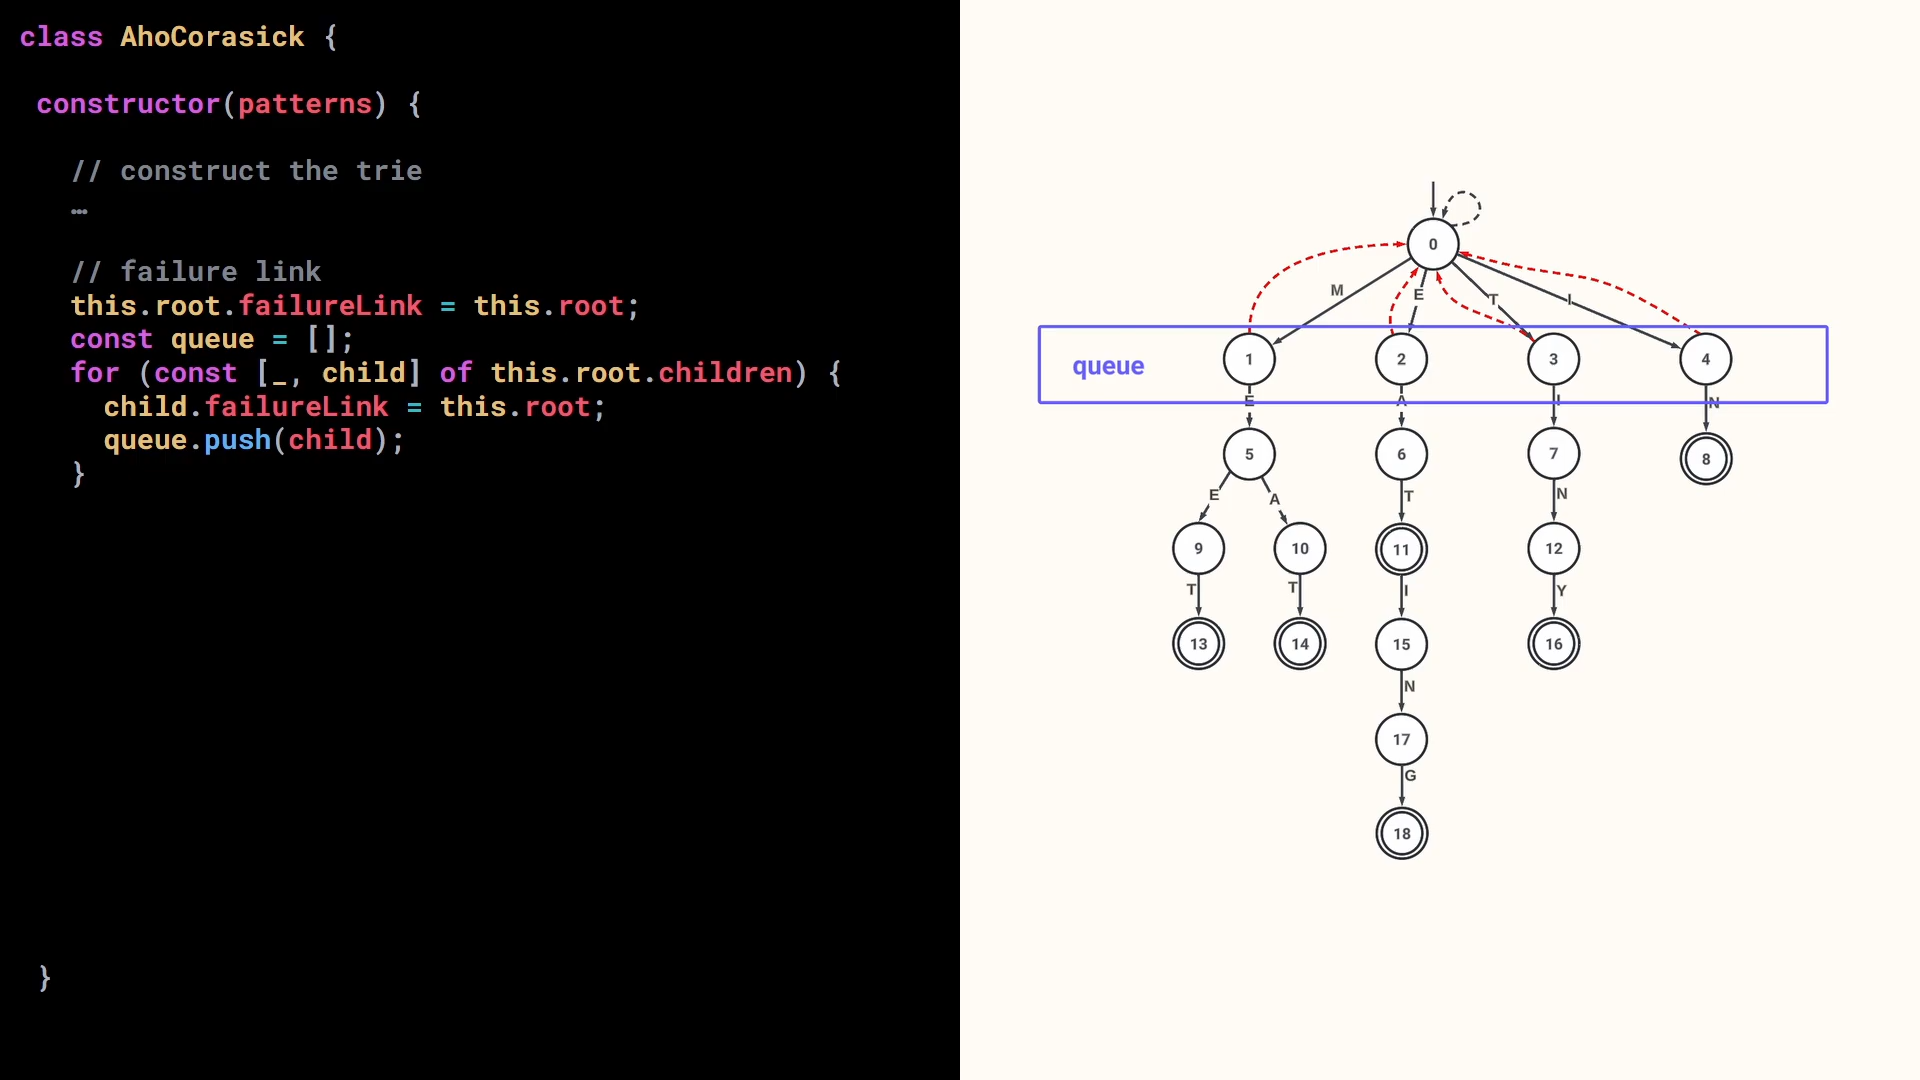 class AhoCorasick {
constructor(patterns) {
// construct the trie
…
// failure link
this.root.failureLink = this.root;
const queue = [];
for (const [_, child] of this.root.children) {
child.failureLink = this.root;
queue.push(child);
}
}
0
M
E
T
I
queue
1
2
3
4
E
A
I
N
5
6
7
8
E
A
T
N
9
10
11
12
T
T
I
Y
13
14
15
16
N
17
G
18